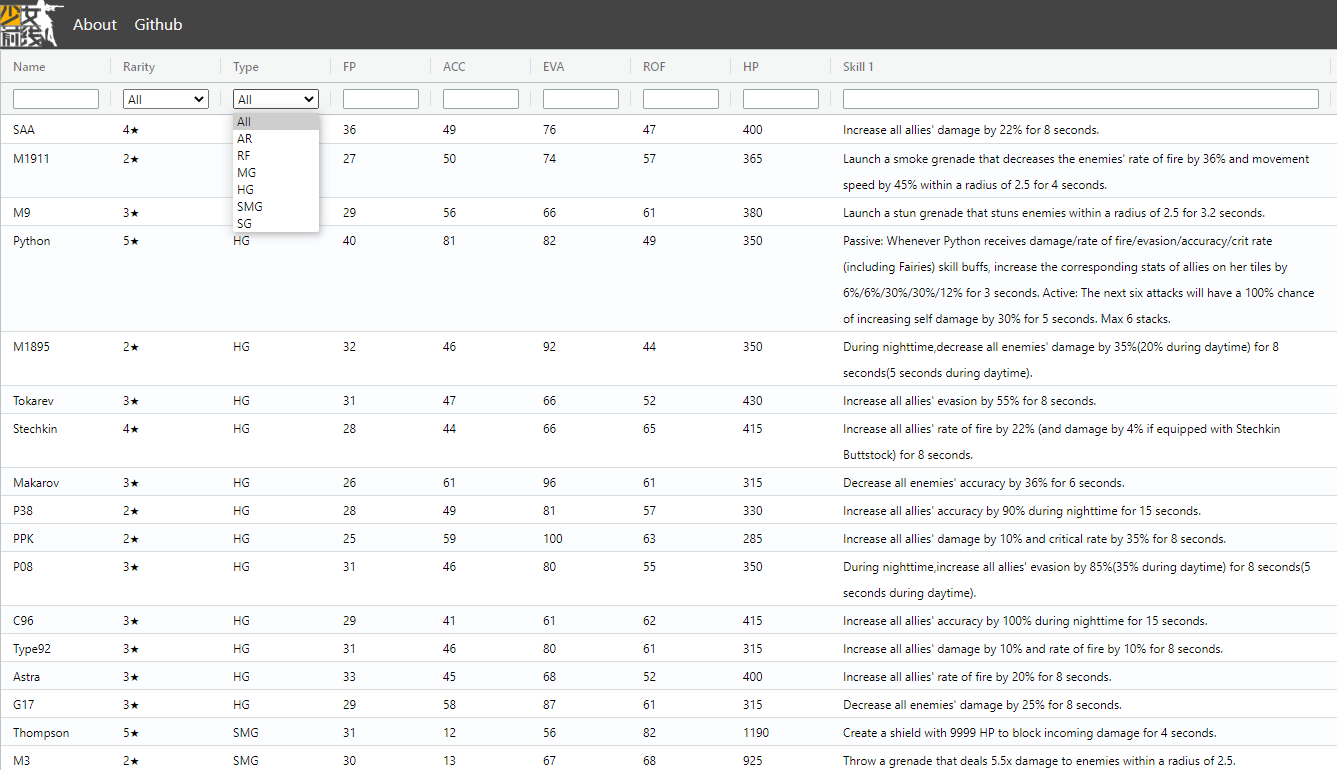 少女前线 About Github
Name Rarity Type FP ACC EVA ROF HP Skill 1
All All
All
AR
RF
MG
HG
SMG
SG
SAA 4★ 36 49 76 47 400 Increase all allies' damage by 22% for 8 seconds.
M1911 2★ 27 50 74 57 365 Launch a smoke grenade that decreases the enemies' rate of fire by 36% and movement
speed by 45% within a radius of 2.5 for 4 seconds.
M9 3★ 29 56 66 61 380 Launch a stun grenade that stuns enemies within a radius of 2.5 for 3.2 seconds.
Python 5★ HG 40 81 82 49 350 Passive: Whenever Python receives damage/rate of fire/evasion/accuracy/crit rate
(including Fairies) skill buffs, increase the corresponding stats of allies on her tiles by
6%/6%/30%/30%/12% for 3 seconds. Active: The next six attacks will have a 100% chance
of increasing self damage by 30% for 5 seconds. Max 6 stacks.
M1895 2★ HG 32 46 92 44 350 During nighttime,decrease all enemies' damage by 35%(20% during daytime) for 8
seconds(5 seconds during daytime).
Tokarev 3★ HG 31 47 66 52 430 Increase all allies' evasion by 55% for 8 seconds.
Stechkin 4★ HG 28 44 66 65 415 Increase all allies' rate of fire by 22% (and damage by 4% if equipped with Stechkin
Buttstock) for 8 seconds.
Makarov 3★ HG 26 61 96 61 315 Decrease all enemies' accuracy by 36% for 6 seconds.
P38 2★ HG 28 49 81 57 330 Increase all allies' accuracy by 90% during nighttime for 15 seconds.
PPK 2★ HG 25 59 100 63 285 Increase all allies' damage by 10% and critical rate by 35% for 8 seconds.
P08 3★ HG 31 46 80 55 350 During nighttime,increase all allies' evasion by 85%(35% during daytime) for 8 seconds(5
seconds during daytime).
C96 3★ HG 29 41 61 62 415 Increase all allies' accuracy by 100% during nighttime for 15 seconds.
Type92 3★ HG 31 46 80 61 315 Increase all allies' damage by 10% and rate of fire by 10% for 8 seconds.
Astra 3★ HG 33 45 68 52 400 Increase all allies' rate of fire by 20% for 8 seconds.
G17 3★ HG 29 58 87 61 315 Decrease all enemies' damage by 25% for 8 seconds.
Thompson 5★ SMG 31 12 56 82 1190 Create a shield with 9999 HP to block incoming damage for 4 seconds.
M3 2★ SMG 30 13 67 68 925 Throw a grenade that deals 5.5x damage to enemies within a radius of 2.5.